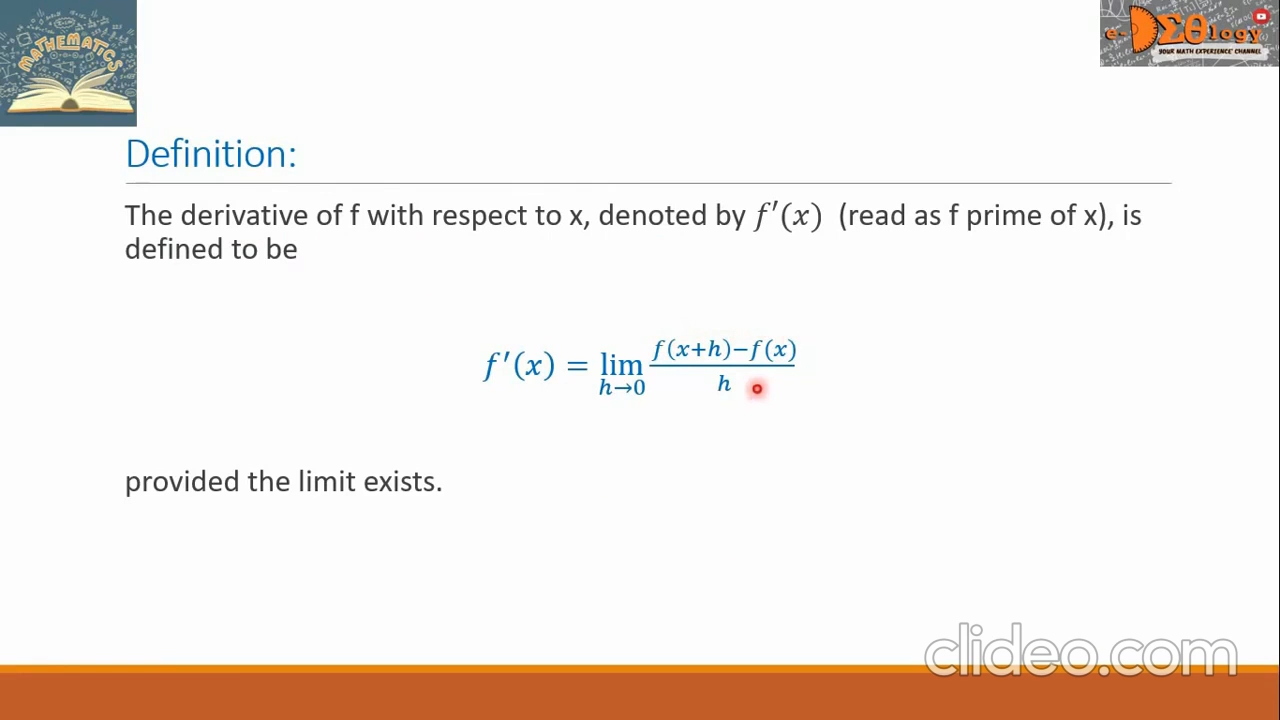 MATHEMATICS
e-DΣθlogy
YOUR MATH EXPERIENCE CHANNEL
Definition:
The derivative of f with respect to x, denoted by f′(x) (read as f prime of x), is
defined to be
f′(x) = lim h→0 f(x+h)−f(x) / h
provided the limit exists.
clideo.com